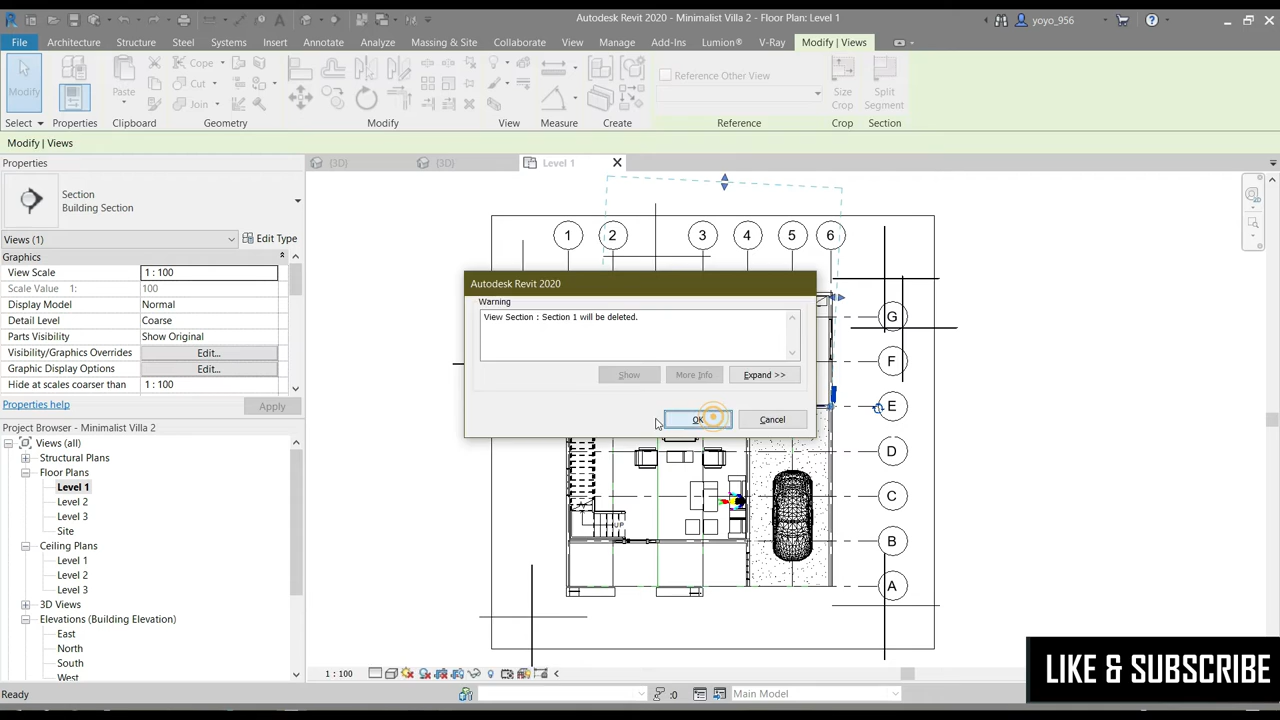 Autodesk Revit 2020 - Minimalist Villa 2 - Floor Plan: Level 1
yoyo_956
File Architecture Structure Steel Systems Insert Annotate Analyze Massing & Site Collaborate View Manage Add-Ins Lumion® V-Ray Modify | Views
Modify
Paste
Cope
Cut
Join
Reference Other View
Size Crop
Split Segment
Select Properties Clipboard Geometry Modify View Measure Create Reference Crop Section
Modify | Views
Properties
{3D}
{3D}
Level 1
Section
Building Section
Views (1)
Edit Type
Graphics
View Scale 1 : 100
Scale Value 1: 100
Display Model Normal
Detail Level Coarse
Parts Visibility Show Original
Visibility/Graphics Overrides Edit...
Graphic Display Options Edit...
Hide at scales coarser than 1 : 100
Properties help
Apply
Project Browser - Minimalist Villa 2
Views (all)
Structural Plans
Floor Plans
Level 1
Level 2
Level 3
Site
Ceiling Plans
Level 1
Level 2
Level 3
3D Views
Elevations (Building Elevation)
East
North
South
West
1 2 3 4 5 6
G
F
E
D
C
B
A
UP
Autodesk Revit 2020
Warning
View Section : Section 1 will be deleted.
Show
More Info
Expand >>
OK
Cancel
1 : 100
Ready
:0
Main Model
LIKE & SUBSCRIBE